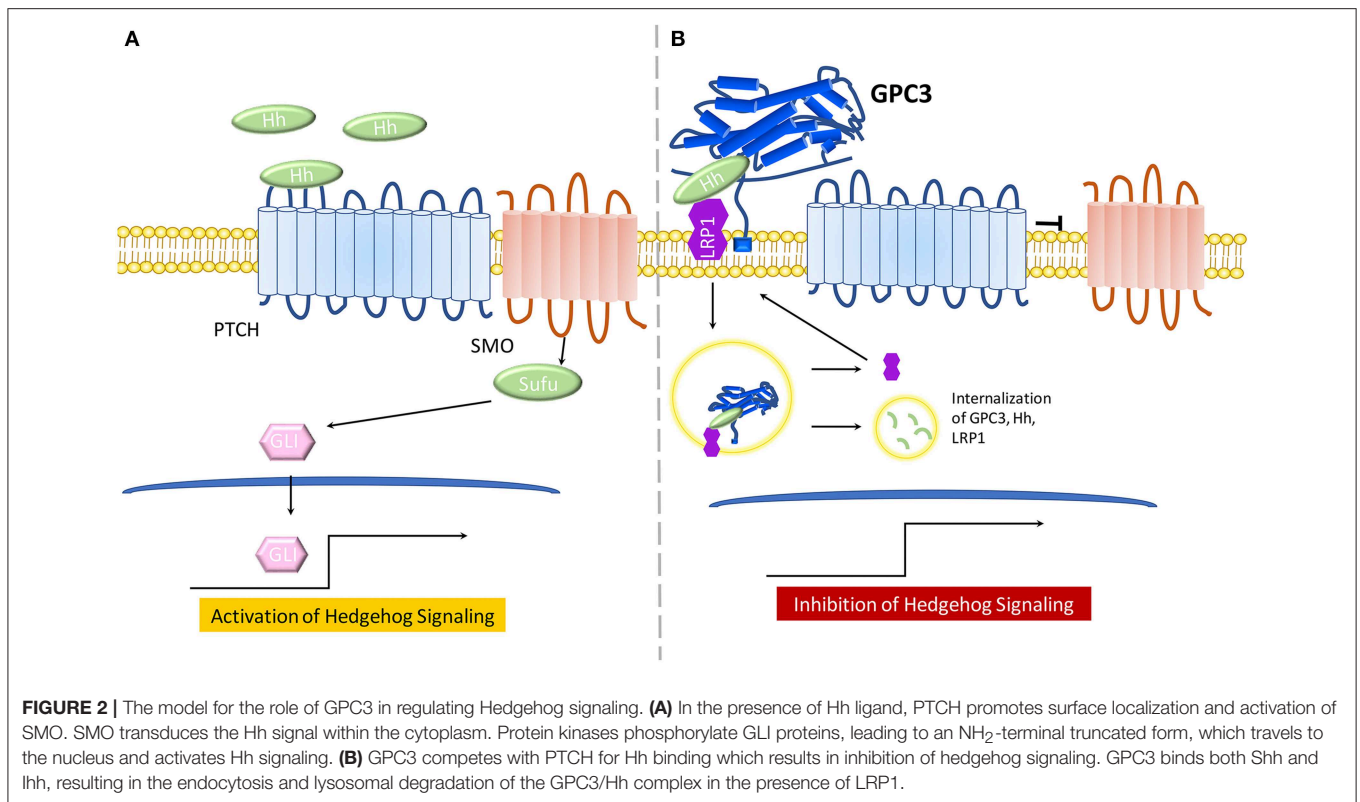 A
Hh
Hh
Hh
PTCH
SMO
Sufu
GLI
GLI
Activation of Hedgehog Signaling
B
GPC3
Hh
LRP1
Internalization
of GPC3, Hh,
LRP1
Inhibition of Hedgehog Signaling
FIGURE 2 | The model for the role of GPC3 in regulating Hedgehog signaling. (A) In the presence of Hh ligand, PTCH promotes surface localization and activation of
SMO. SMO transduces the Hh signal within the cytoplasm. Protein kinases phosphorylate GLI proteins, leading to an NH₂-terminal truncated form, which travels to
the nucleus and activates Hh signaling. (B) GPC3 competes with PTCH for Hh binding which results in inhibition of hedgehog signaling. GPC3 binds both Shh and
Ihh, resulting in the endocytosis and lysosomal degradation of the GPC3/Hh complex in the presence of LRP1.